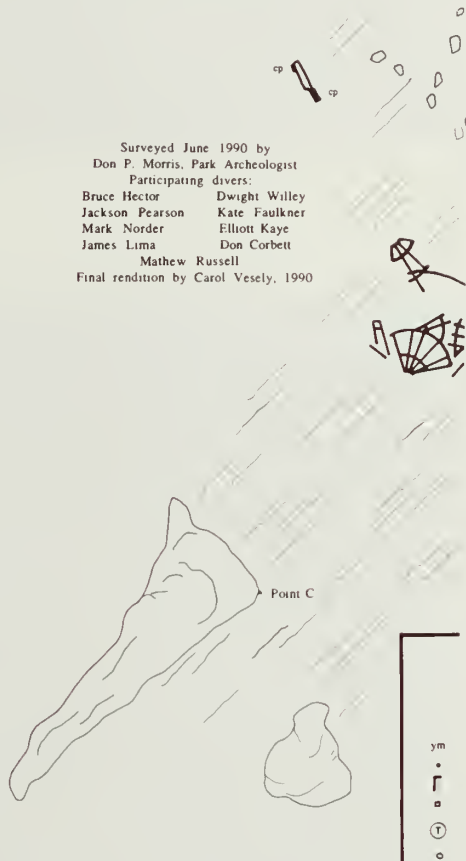 cp
cp
Surveyed June 1990 by
Don P. Morris, Park Archeologist
Participating divers:
Bruce Hector Dwight Willey
Jackson Pearson Kate Faulkner
Mark Norder Elliott Kaye
James Lima Don Corbett
Mathew Russell
Final rendition by Carol Vesely, 1990
Point C
ym
T